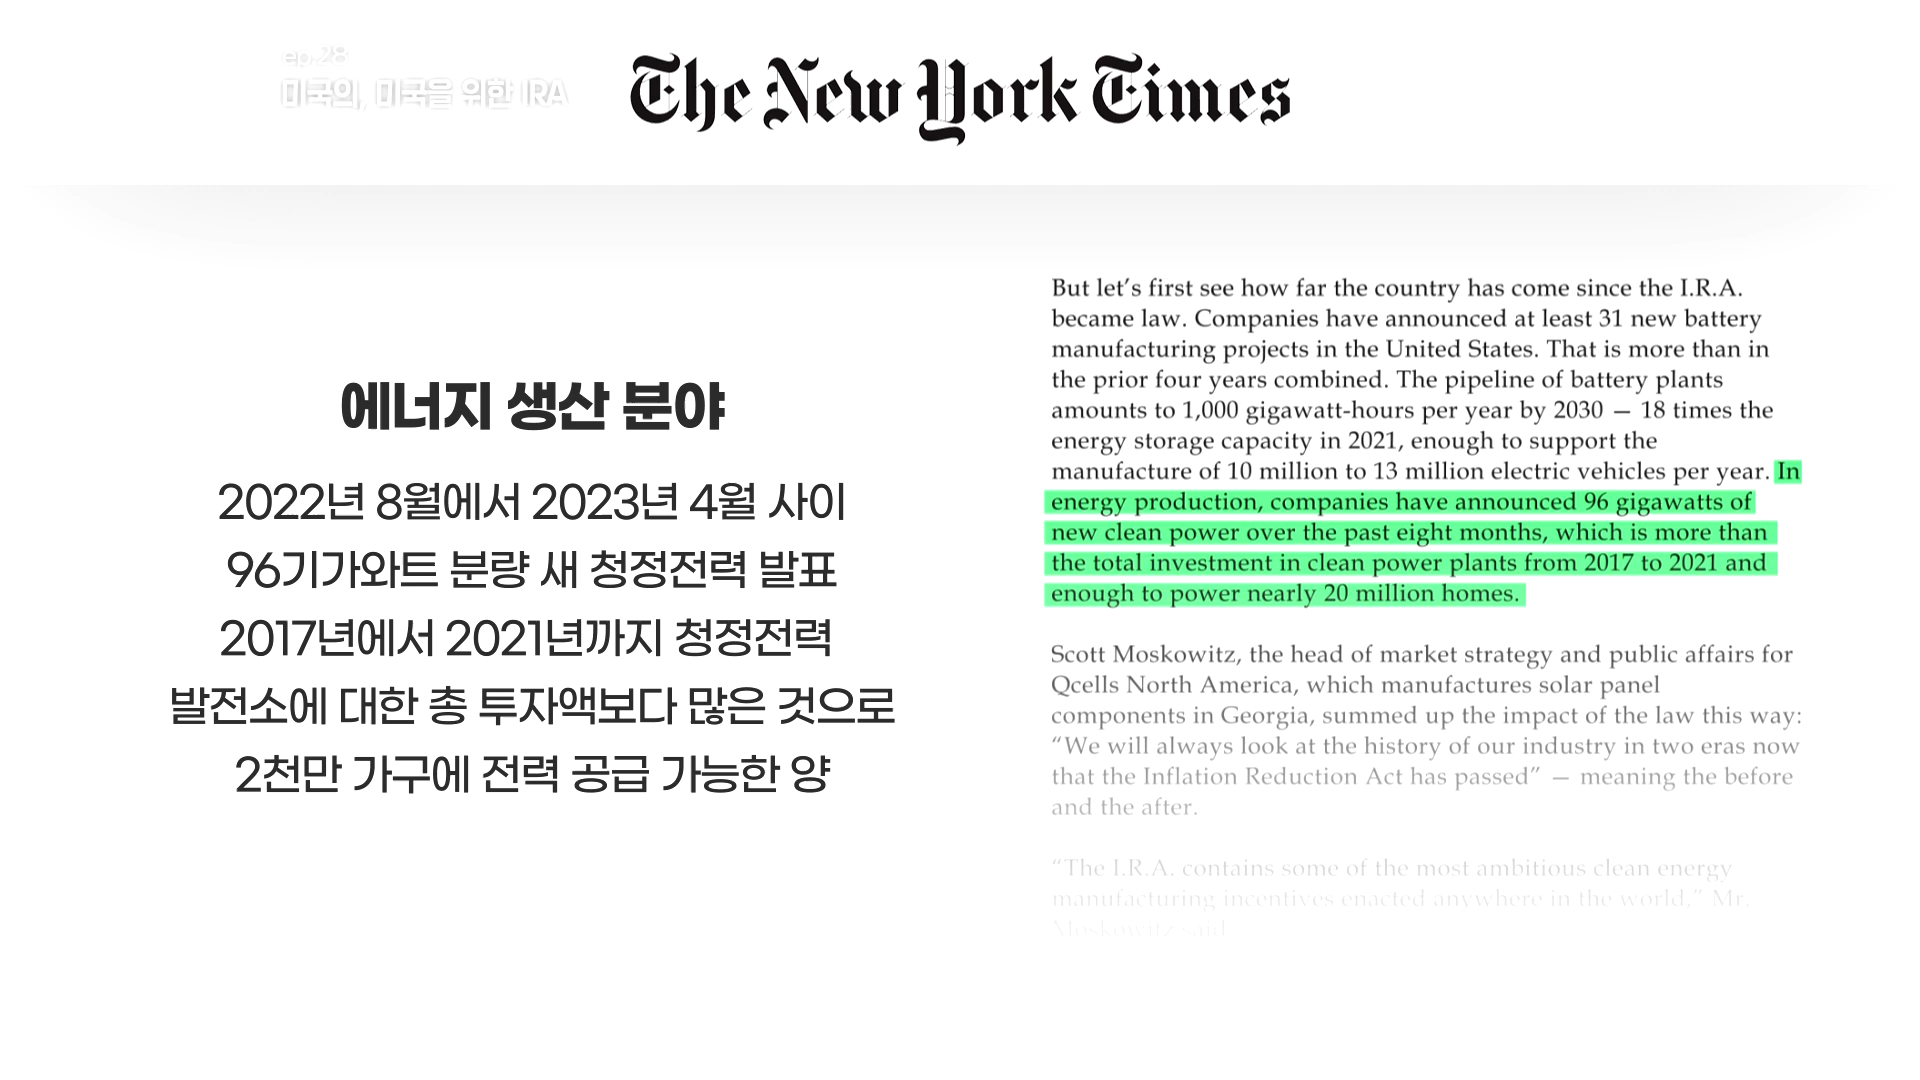 ep.28
미국의, 미국을 위한 IRA
The New York Times
에너지 생산 분야
2022년 8월에서 2023년 4월 사이
96기가와트 분량 새 청정전력 발표
2017년에서 2021년까지 청정전력
발전소에 대한 총 투자액보다 많은 것으로
2천만 가구에 전력 공급 가능한 양
But let’s first see how far the country has come since the I.R.A.
became law. Companies have announced at least 31 new battery
manufacturing projects in the United States. That is more than in
the prior four years combined. The pipeline of battery plants
amounts to 1,000 gigawatt-hours per year by 2030 — 18 times the
energy storage capacity in 2021, enough to support the
manufacture of 10 million to 13 million electric vehicles per year. In
energy production, companies have announced 96 gigawatts of
new clean power over the past eight months, which is more than
the total investment in clean power plants from 2017 to 2021 and
enough to power nearly 20 million homes.
Scott Moskowitz, the head of market strategy and public affairs for
Qcells North America, which manufactures solar panel
components in Georgia, summed up the impact of the law this way:
“We will always look at the history of our industry in two eras now
that the Inflation Reduction Act has passed” — meaning the before
and the after.
“The I.R.A. contains some of the most ambitious clean energy
manufacturing incentives enacted anywhere in the world,” Mr.
Moskowitz said